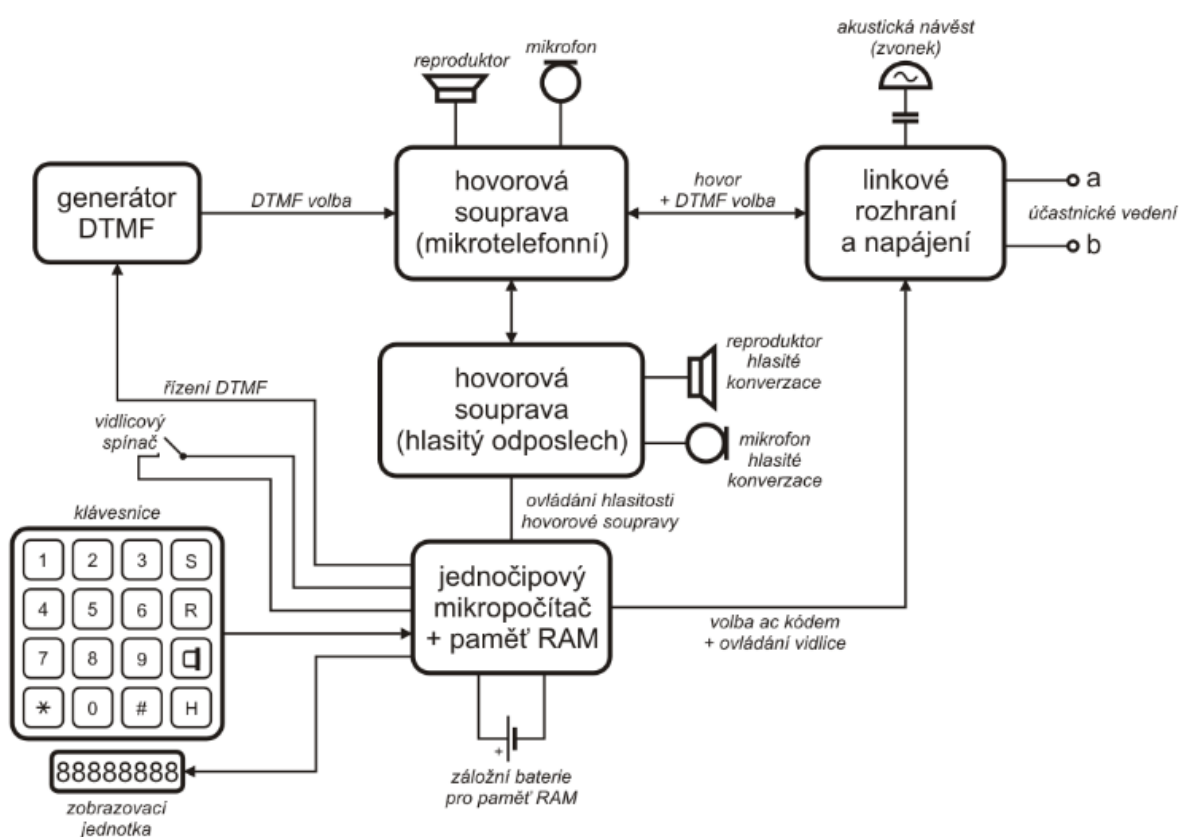 akustická návěst
(zvonek)
reproduktor
mikrofon
generátor
DTMF
DTMF volba
hovorová
souprava
(mikrotelefonní)
hovor
+ DTMF volba
linkové
rozhraní
a napájení
a
účastnické vedení
b
hovorová
souprava
(hlasitý odposlech)
reproduktor
hlasité
konverzace
mikrofon
hlasité
konverzace
řízení DTMF
vidlicový
spínač
ovládání hlasitosti
hovorové soupravy
klávesnice
1 2 3 S
4 5 6 R
7 8 9
* 0 # H
jednočipový
mikropočítač
+ paměť RAM
volba ac kódem
+ ovládání vidlice
+
záložní baterie
pro paměť RAM
88888888
zobrazovací
jednotka